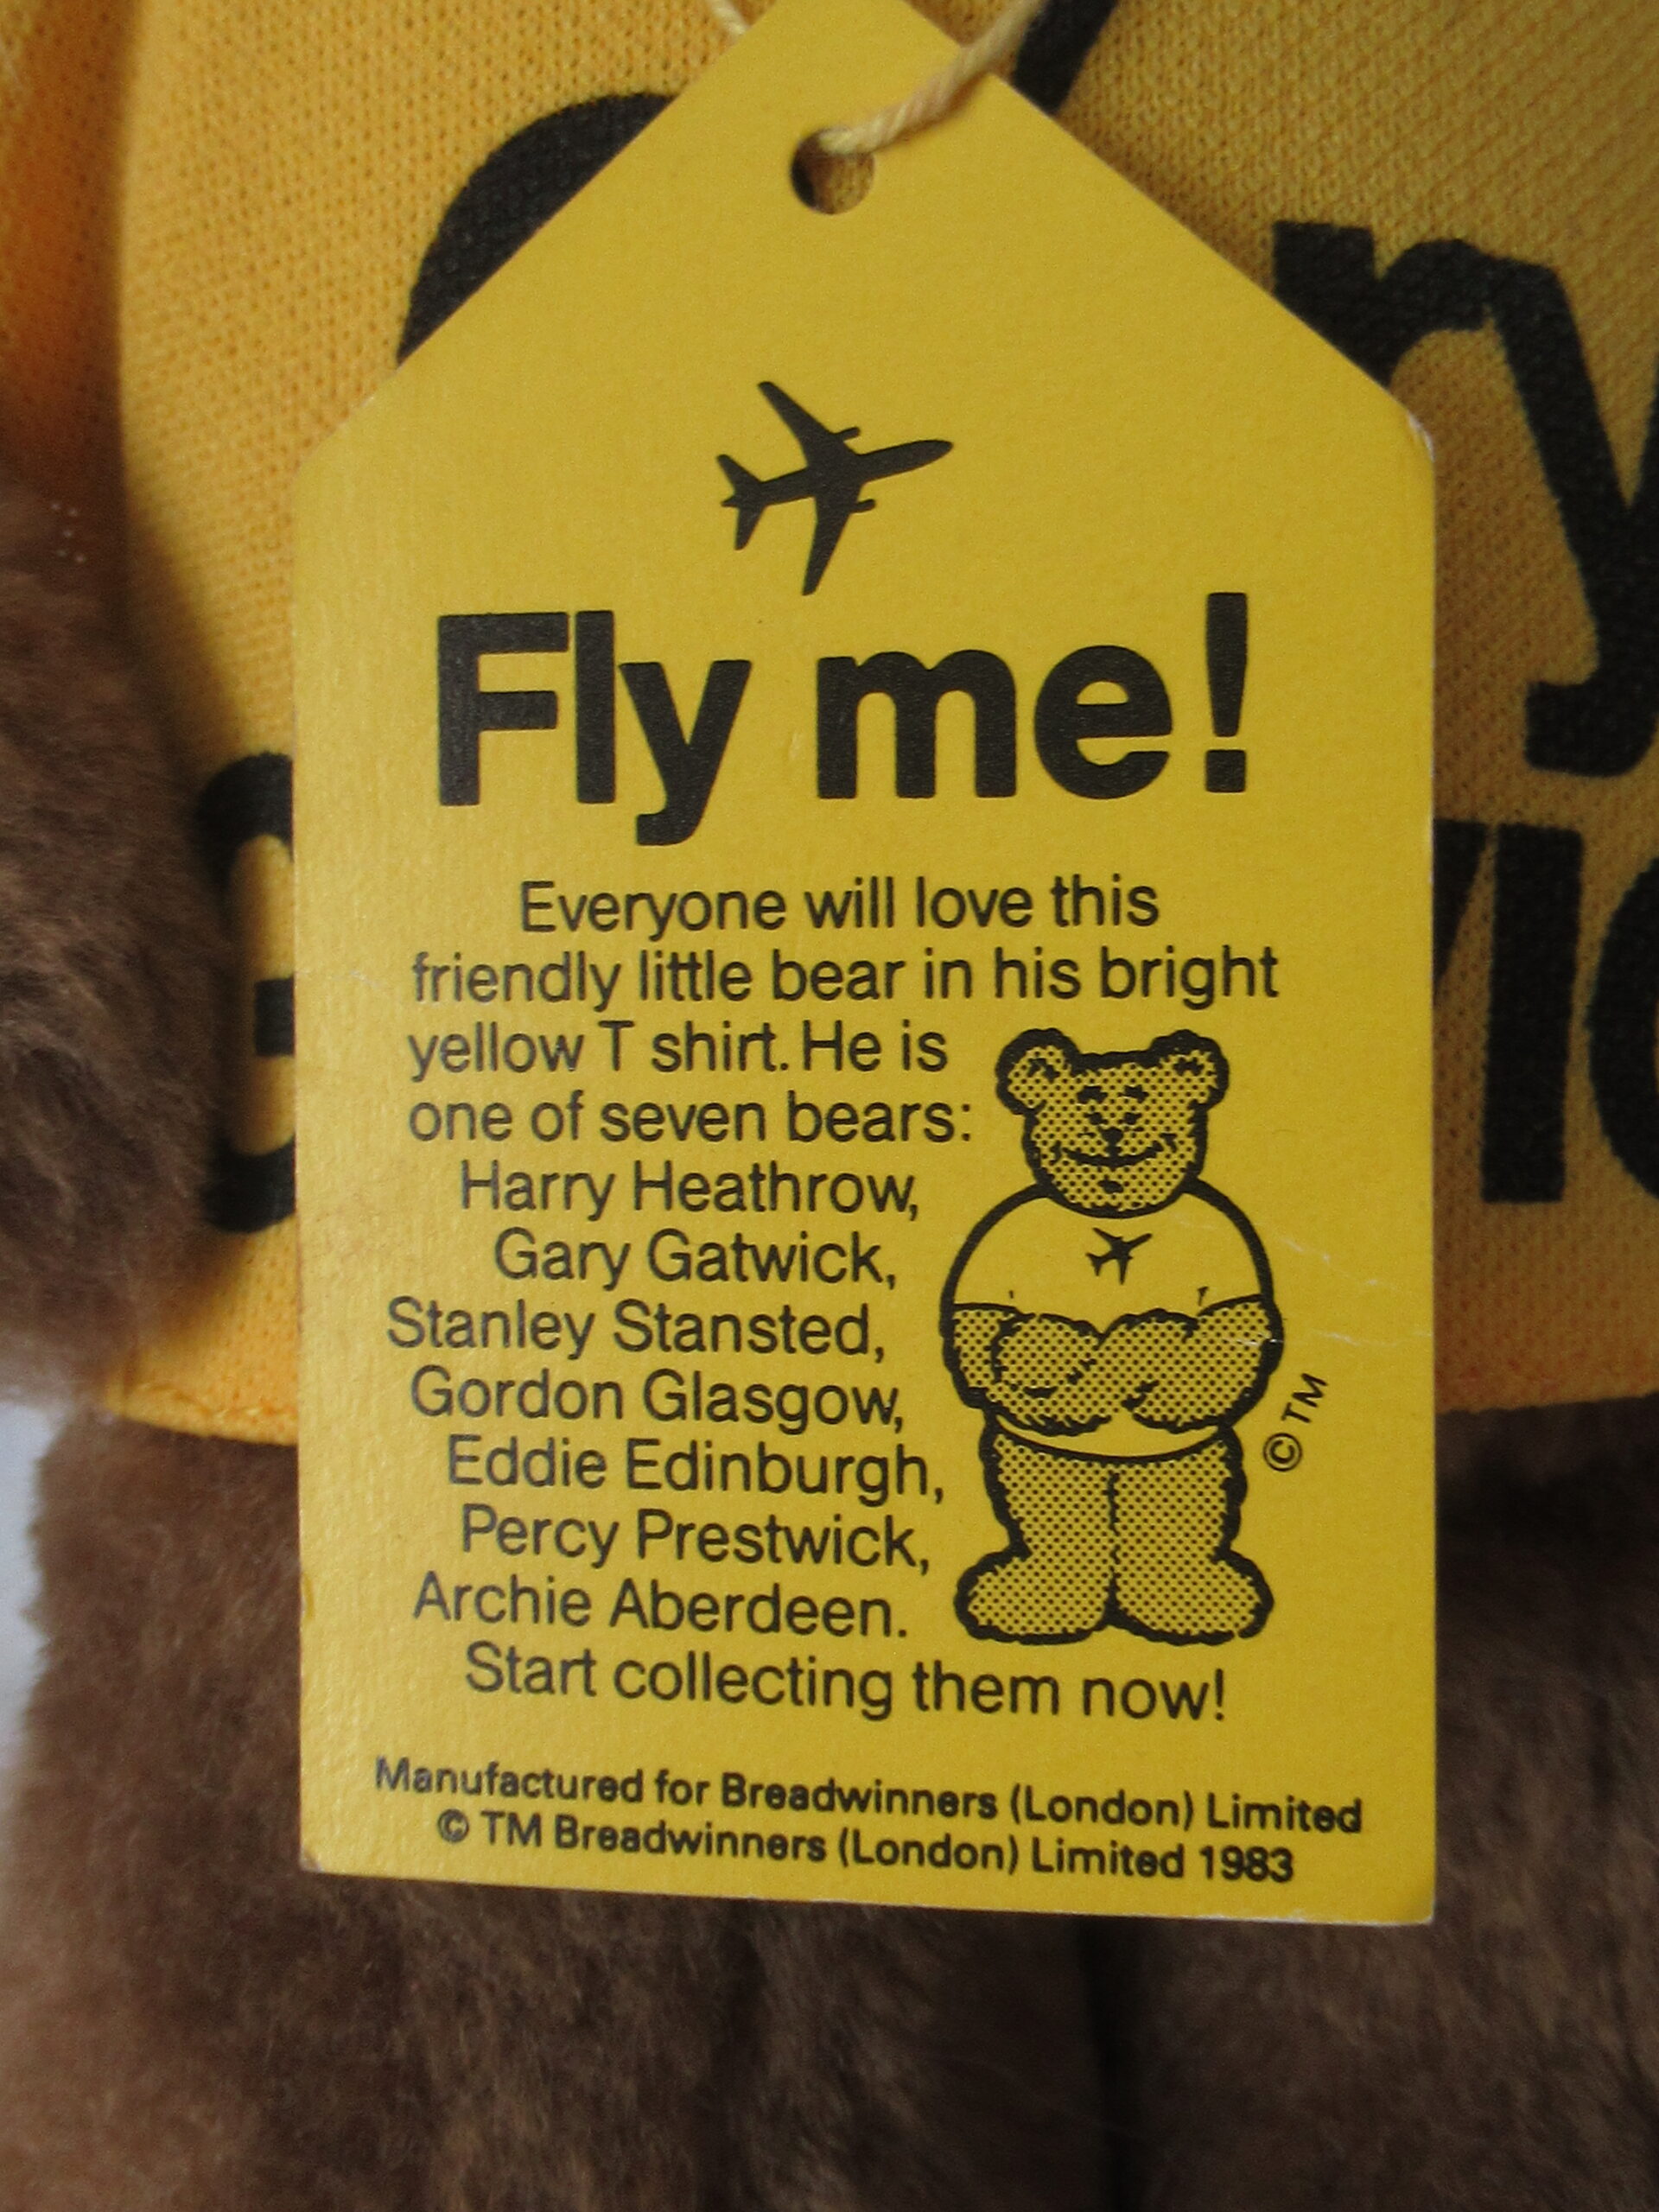 Fly me!
Everyone will love this
friendly little bear in his bright
yellow T shirt. He is
one of seven bears:
Harry Heathrow,
Gary Gatwick,
Stanley Stansted,
Gordon Glasgow,
Eddie Edinburgh,
Percy Prestwick,
Archie Aberdeen.
Start collecting them now!
© TM
Manufactured for Breadwinners (London) Limited
© TM Breadwinners (London) Limited 1983